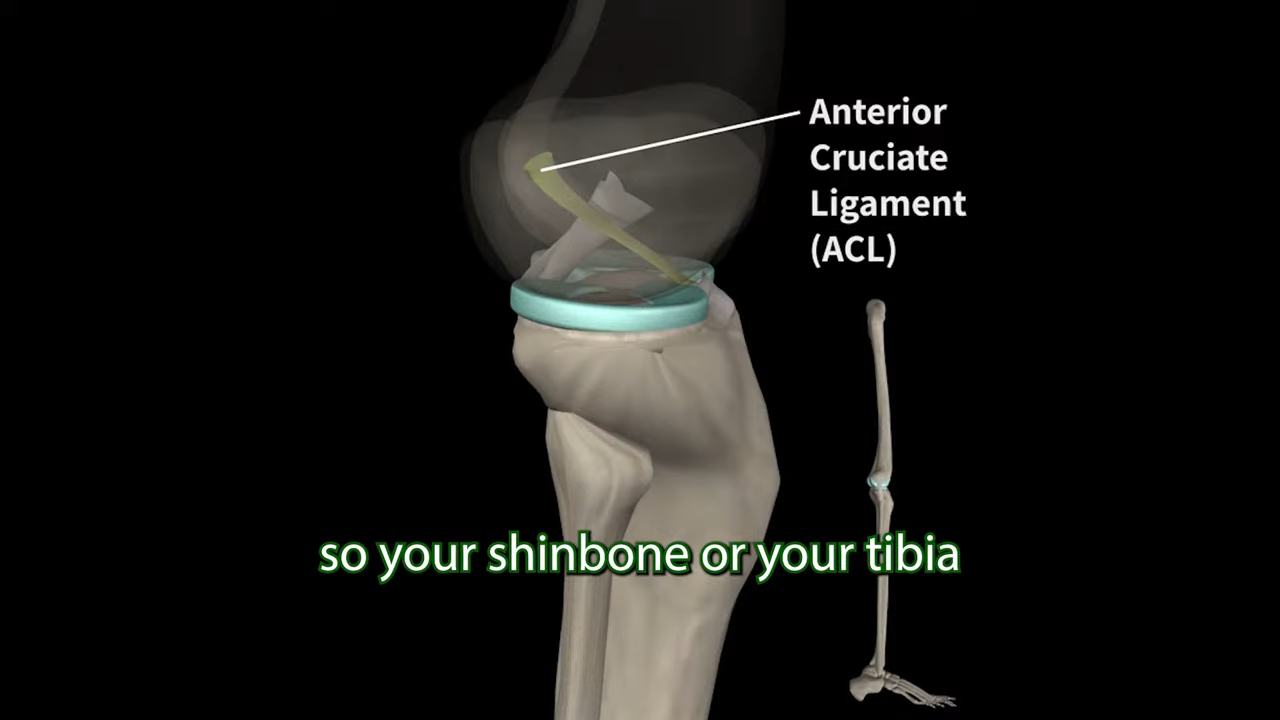 Anterior
Cruciate
Ligament
(ACL)
so your shinbone or your tibia